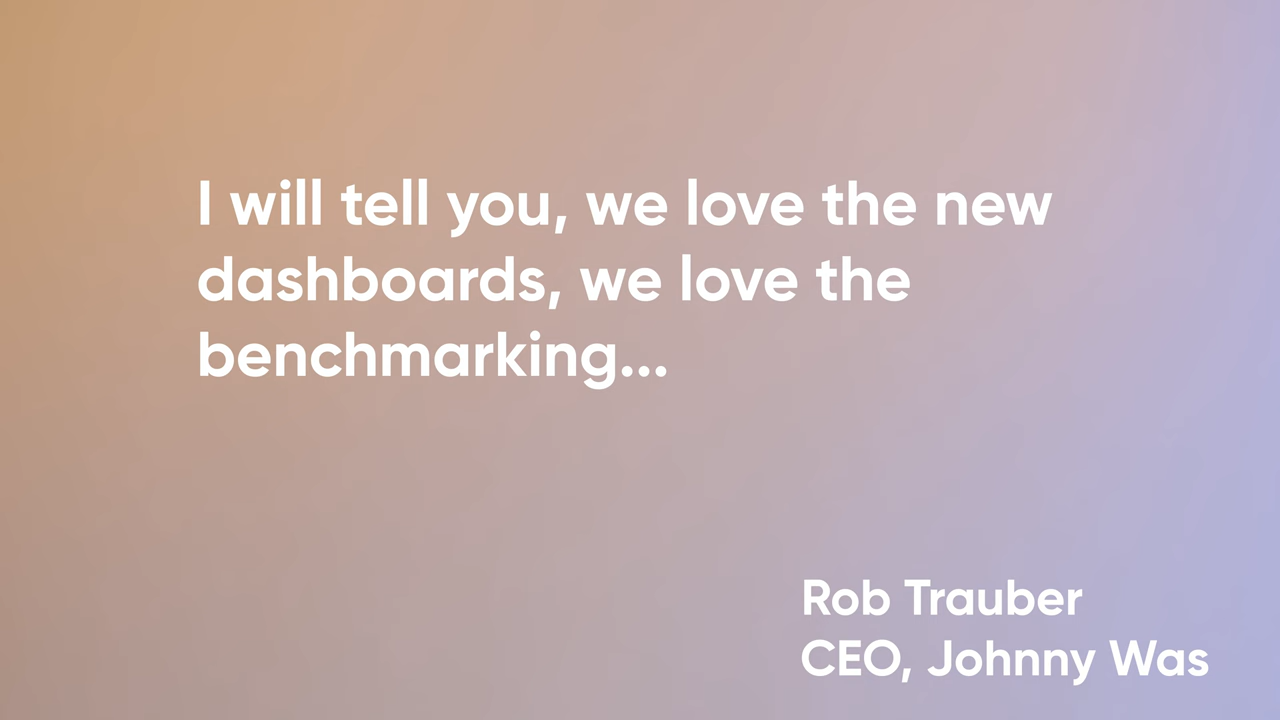 I will tell you, we love the new
dashboards, we love the
benchmarking...
Rob Trauber
CEO, Johnny Was